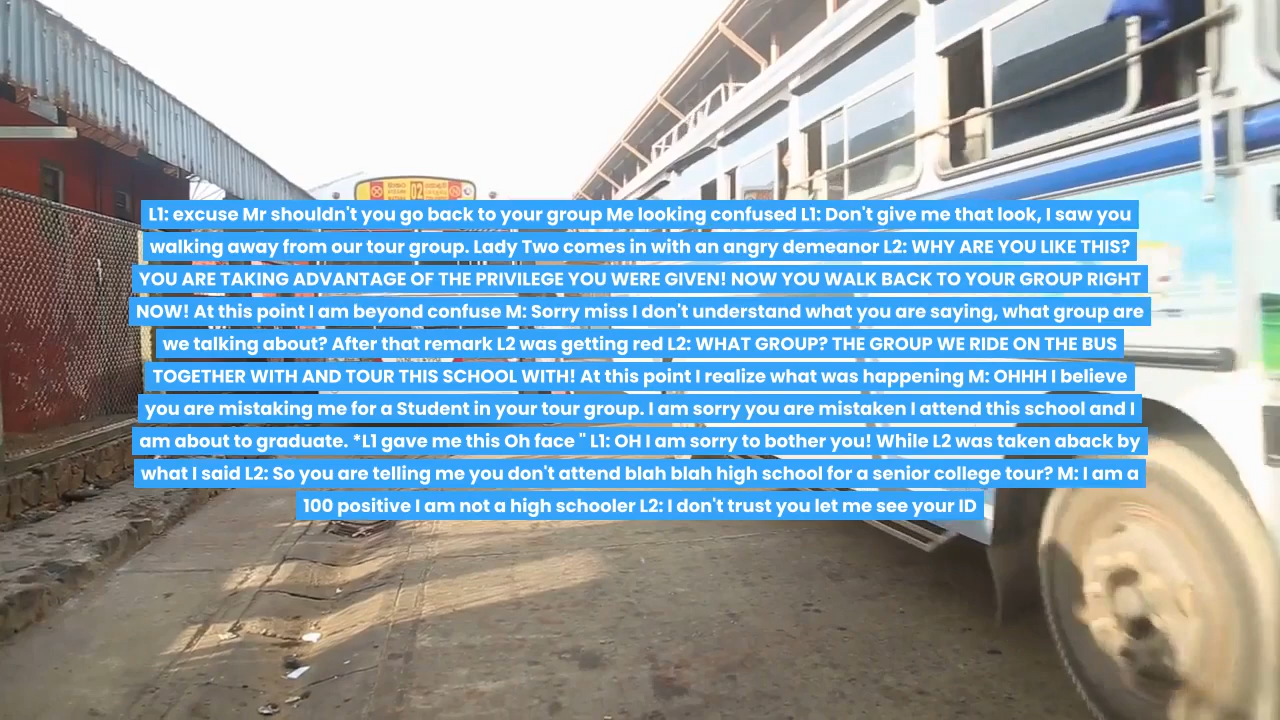 02
L1: excuse Mr shouldn't you go back to your group Me looking confused L1: Don't give me that look, I saw you
walking away from our tour group. Lady Two comes in with an angry demeanor L2: WHY ARE YOU LIKE THIS?
YOU ARE TAKING ADVANTAGE OF THE PRIVILEGE YOU WERE GIVEN! NOW YOU WALK BACK TO YOUR GROUP RIGHT
NOW! At this point I am beyond confuse M: Sorry miss I don't understand what you are saying, what group are
we talking about? After that remark L2 was getting red L2: WHAT GROUP? THE GROUP WE RIDE ON THE BUS
TOGETHER WITH AND TOUR THIS SCHOOL WITH! At this point I realize what was happening M: OHHH I believe
you are mistaking me for a Student in your tour group. I am sorry you are mistaken I attend this school and I
am about to graduate. *L1 gave me this Oh face " L1: OH I am sorry to bother you! While L2 was taken aback by
what I said L2: So you are telling me you don't attend blah blah high school for a senior college tour? M: I am a
100 positive I am not a high schooler L2: I don't trust you let me see your ID